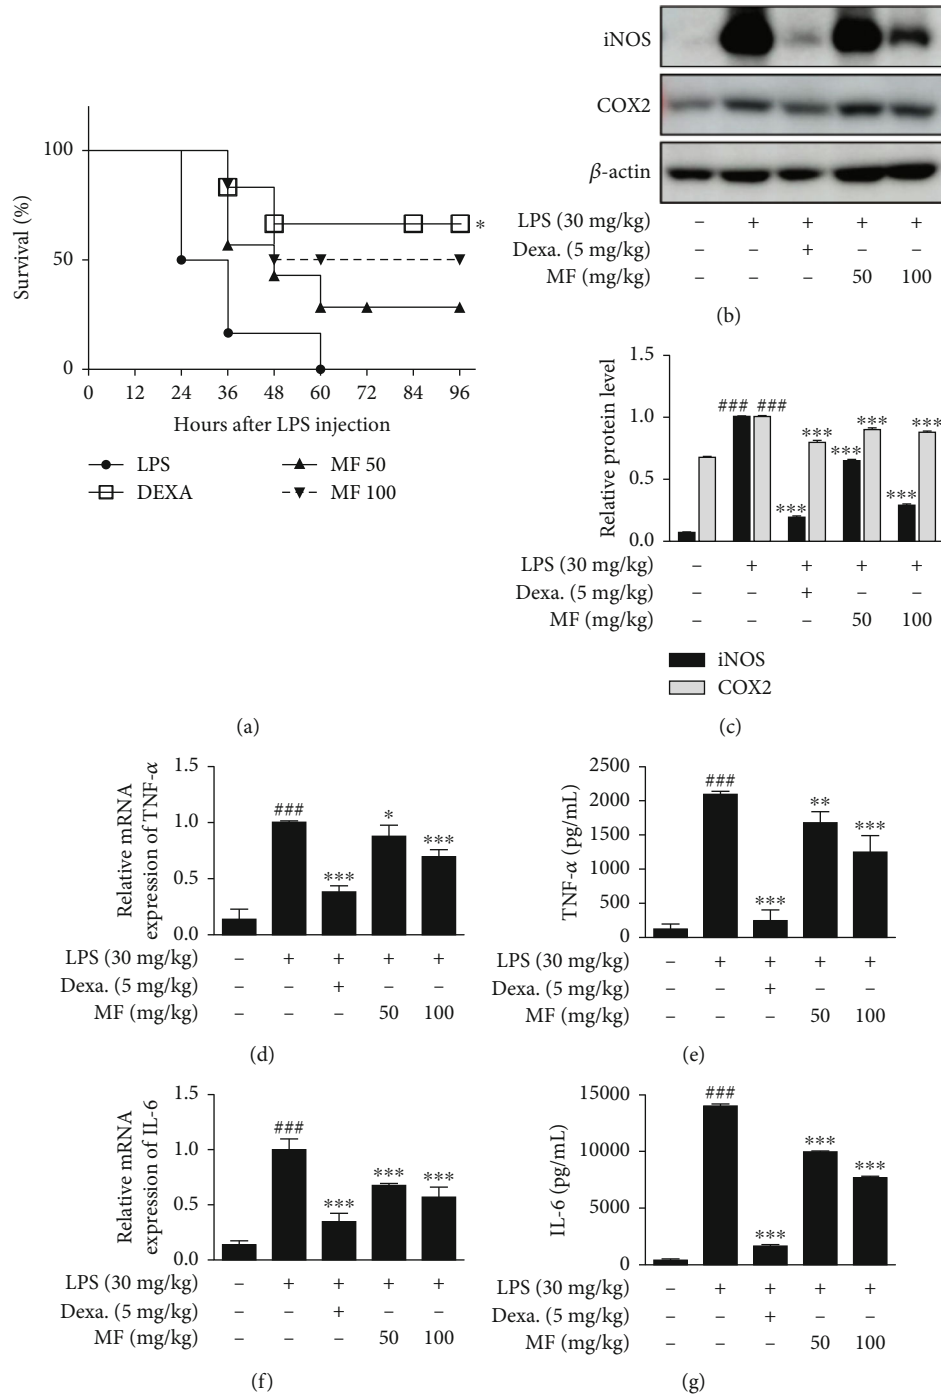 100
50
0
Survival (%)
0 12 24 36 48 60 72 84 96
Hours after LPS injection
*
LPS
DEXA
MF 50
MF 100
(a)
iNOS
COX2
β-actin
LPS (30 mg/kg) – + + + +
Dexa. (5 mg/kg) – – + – –
MF (mg/kg) – – – 50 100
(b)
1.5
1.0
0.5
0.0
Relative protein level
### ### *** *** *** *** *** ***
LPS (30 mg/kg) – + + + +
Dexa. (5 mg/kg) – – + – –
MF (mg/kg) – – – 50 100
iNOS
COX2
(c)
1.5
1.0
0.5
0.0
Relative mRNA
expression of TNF-α
### *** * ***
LPS (30 mg/kg) – + + + +
Dexa. (5 mg/kg) – – + – –
MF (mg/kg) – – – 50 100
(d)
2500
2000
1500
1000
500
0
TNF-α (pg/mL)
### *** ** ***
LPS (30 mg/kg) – + + + +
Dexa. (5 mg/kg) – – + – –
MF (mg/kg) – – – 50 100
(e)
1.5
1.0
0.5
0.0
Relative mRNA
expression of IL-6
### *** *** ***
LPS (30 mg/kg) – + + + +
Dexa. (5 mg/kg) – – + – –
MF (mg/kg) – – – 50 100
(f)
15000
10000
5000
0
IL-6 (pg/mL)
### *** *** ***
LPS (30 mg/kg) – + + + +
Dexa. (5 mg/kg) – – + – –
MF (mg/kg) – – – 50 100
(g)